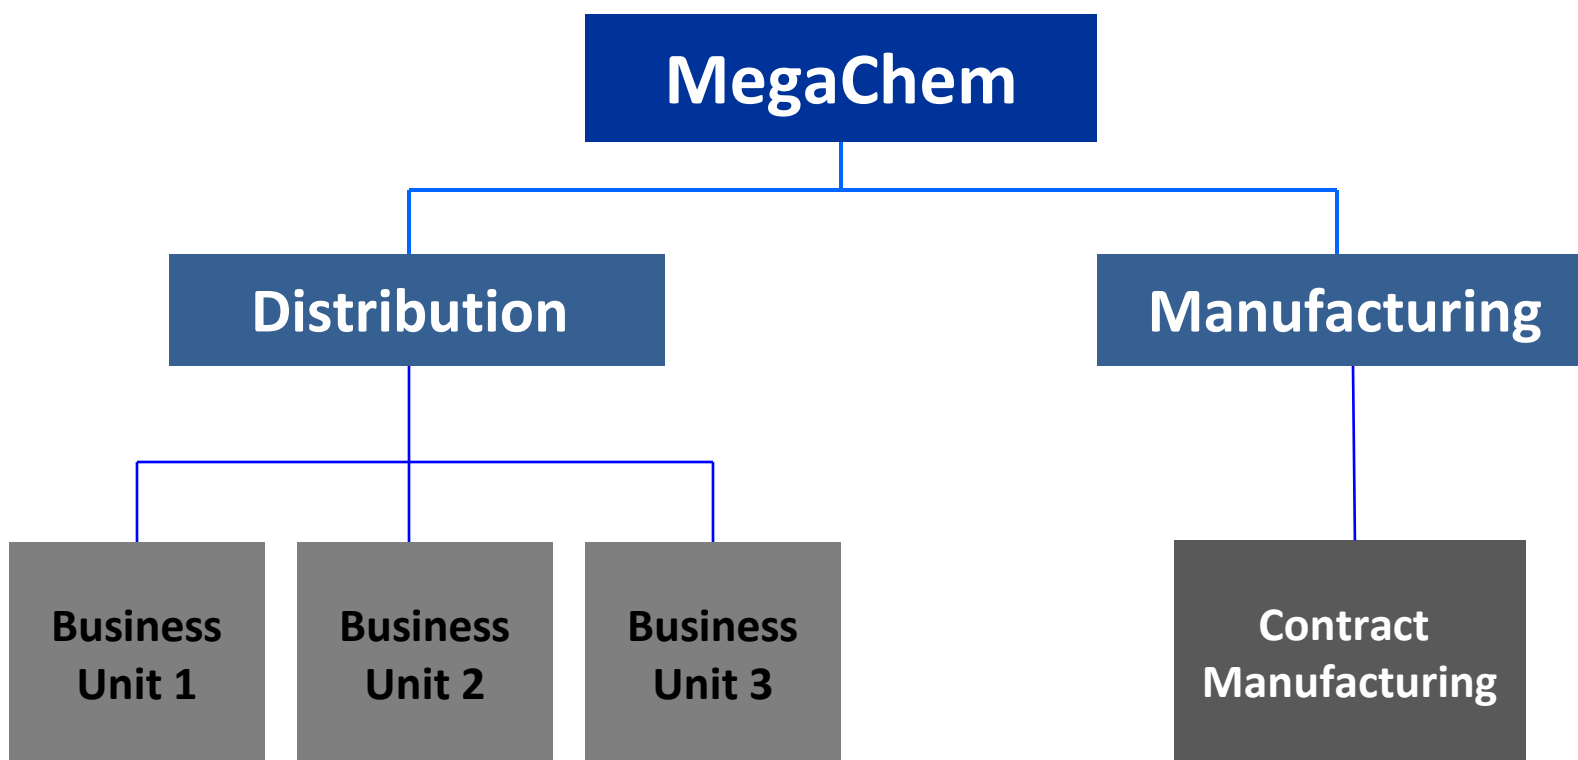 MegaChem
Distribution
Manufacturing
Business
Unit 1
Business
Unit 2
Business
Unit 3
Contract
Manufacturing